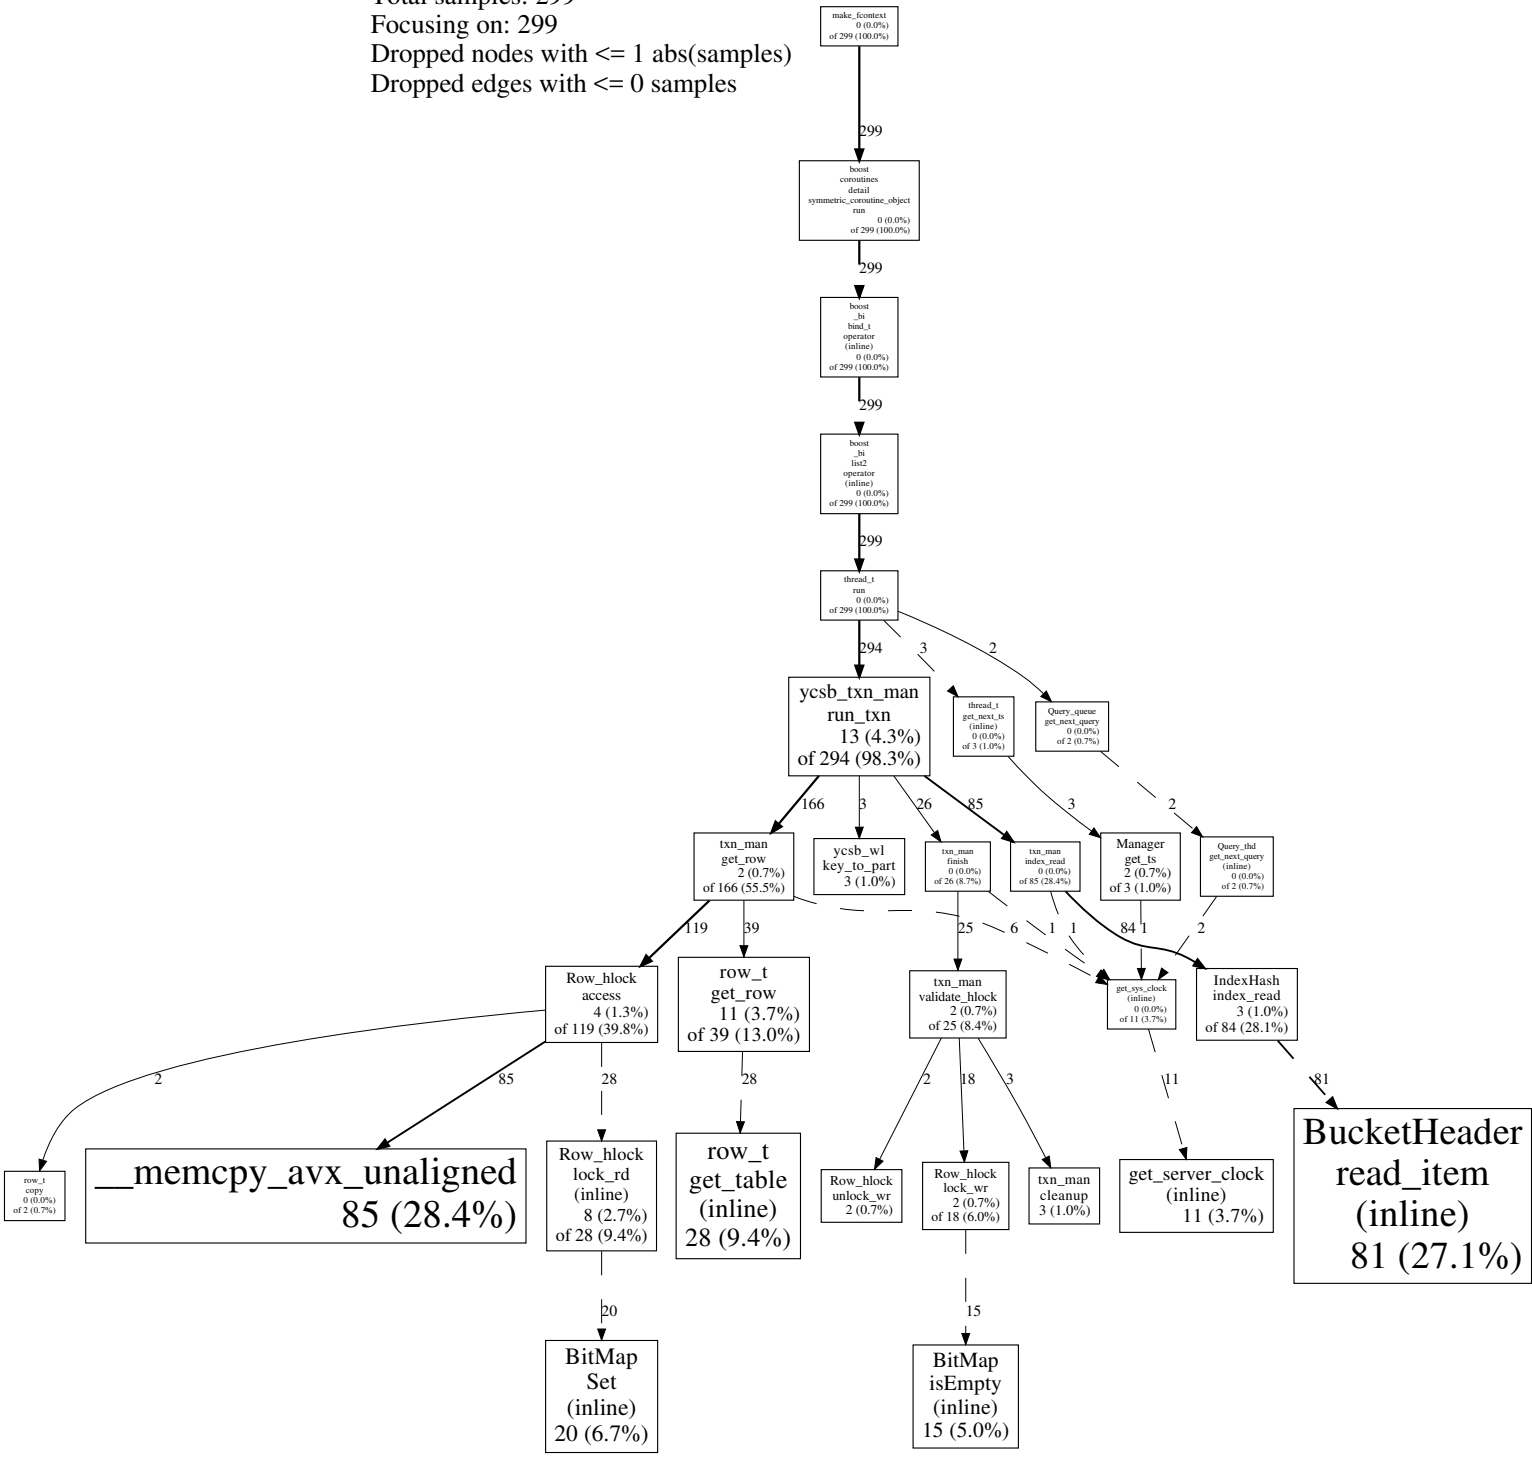 Total samples: 299
Focusing on: 299
Dropped nodes with <= 1 abs(samples)
Dropped edges with <= 0 samples
make_fcontext
0 (0.0%)
of 299 (100.0%)
299
boost
coroutines
detail
symmetric_coroutine_object
run
0 (0.0%)
of 299 (100.0%)
299
boost
_bi
bind_t
operator
(inline)
0 (0.0%)
of 299 (100.0%)
299
boost
_bi
list2
operator
(inline)
0 (0.0%)
of 299 (100.0%)
299
thread_t
run
0 (0.0%)
of 299 (100.0%)
294
3
2
ycsb_txn_man
run_txn
13 (4.3%)
of 294 (98.3%)
thread_t
get_next_ts
(inline)
0 (0.0%)
of 3 (1.0%)
Query_queue
get_next_query
0 (0.0%)
of 2 (0.7%)
166
3
26
85
3
2
txn_man
get_row
2 (0.7%)
of 166 (55.5%)
ycsb_wl
key_to_part
3 (1.0%)
txn_man
finish
0 (0.0%)
of 26 (8.7%)
txn_man
index_read
0 (0.0%)
of 85 (28.4%)
Manager
get_ts
2 (0.7%)
of 3 (1.0%)
Query_thd
get_next_query
(inline)
0 (0.0%)
of 2 (0.7%)
119
39
25
6
1
1
84
1
2
Row_hlock
access
4 (1.3%)
of 119 (39.8%)
row_t
get_row
11 (3.7%)
of 39 (13.0%)
txn_man
validate_hlock
2 (0.7%)
of 25 (8.4%)
get_sys_clock
(inline)
0 (0.0%)
of 11 (3.7%)
IndexHash
index_read
3 (1.0%)
of 84 (28.1%)
2
85
28
28
2
18
3
11
81
row_t
copy
0 (0.0%)
of 2 (0.7%)
__memcpy_avx_unaligned
85 (28.4%)
Row_hlock
lock_rd
(inline)
8 (2.7%)
of 28 (9.4%)
row_t
get_table
(inline)
28 (9.4%)
Row_hlock
unlock_wr
2 (0.7%)
Row_hlock
lock_wr
2 (0.7%)
of 18 (6.0%)
txn_man
cleanup
3 (1.0%)
get_server_clock
(inline)
11 (3.7%)
BucketHeader
read_item
(inline)
81 (27.1%)
20
15
BitMap
Set
(inline)
20 (6.7%)
BitMap
isEmpty
(inline)
15 (5.0%)